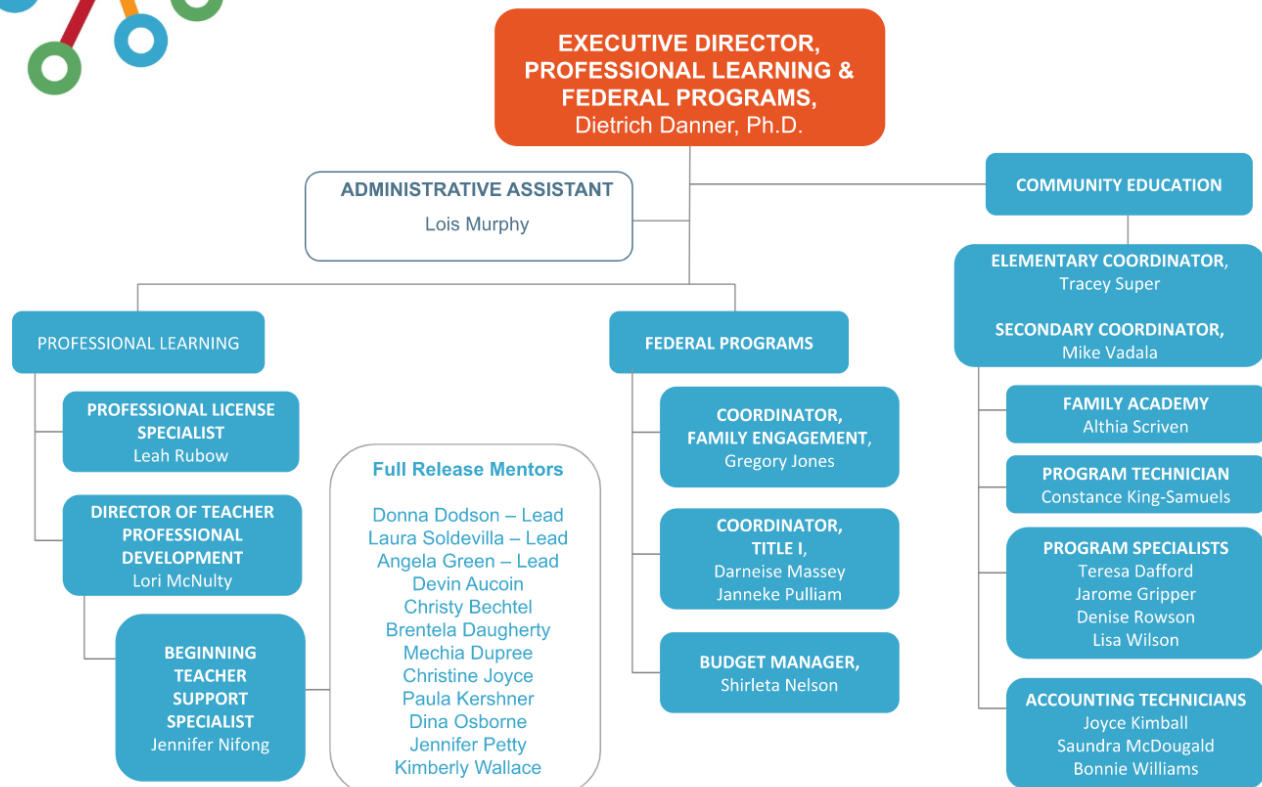 EXECUTIVE DIRECTOR,
PROFESSIONAL LEARNING &
FEDERAL PROGRAMS,
Dietrich Danner, Ph.D.
ADMINISTRATIVE ASSISTANT
Lois Murphy
COMMUNITY EDUCATION
ELEMENTARY COORDINATOR,
Tracey Super
SECONDARY COORDINATOR,
Mike Vadala
PROFESSIONAL LEARNING
PROFESSIONAL LICENSE
SPECIALIST
Leah Rubow
DIRECTOR OF TEACHER
PROFESSIONAL
DEVELOPMENT
Lori McNulty
BEGINNING
TEACHER
SUPPORT
SPECIALIST
Jennifer Nifong
Full Release Mentors
Donna Dodson – Lead
Laura Soldevilla – Lead
Angela Green – Lead
Devin Aucoin
Christy Bechtel
Brentela Daugherty
Mechia Dupree
Christine Joyce
Paula Kershner
Dina Osborne
Jennifer Petty
Kimberly Wallace
FEDERAL PROGRAMS
COORDINATOR,
FAMILY ENGAGEMENT,
Gregory Jones
COORDINATOR,
TITLE I,
Darneise Massey
Janneke Pulliam
BUDGET MANAGER,
Shirleta Nelson
FAMILY ACADEMY
Althia Scriven
PROGRAM TECHNICIAN
Constance King-Samuels
PROGRAM SPECIALISTS
Teresa Dafford
Jarome Gripper
Denise Rowson
Lisa Wilson
ACCOUNTING TECHNICIANS
Joyce Kimball
Saundra McDougald
Bonnie Williams